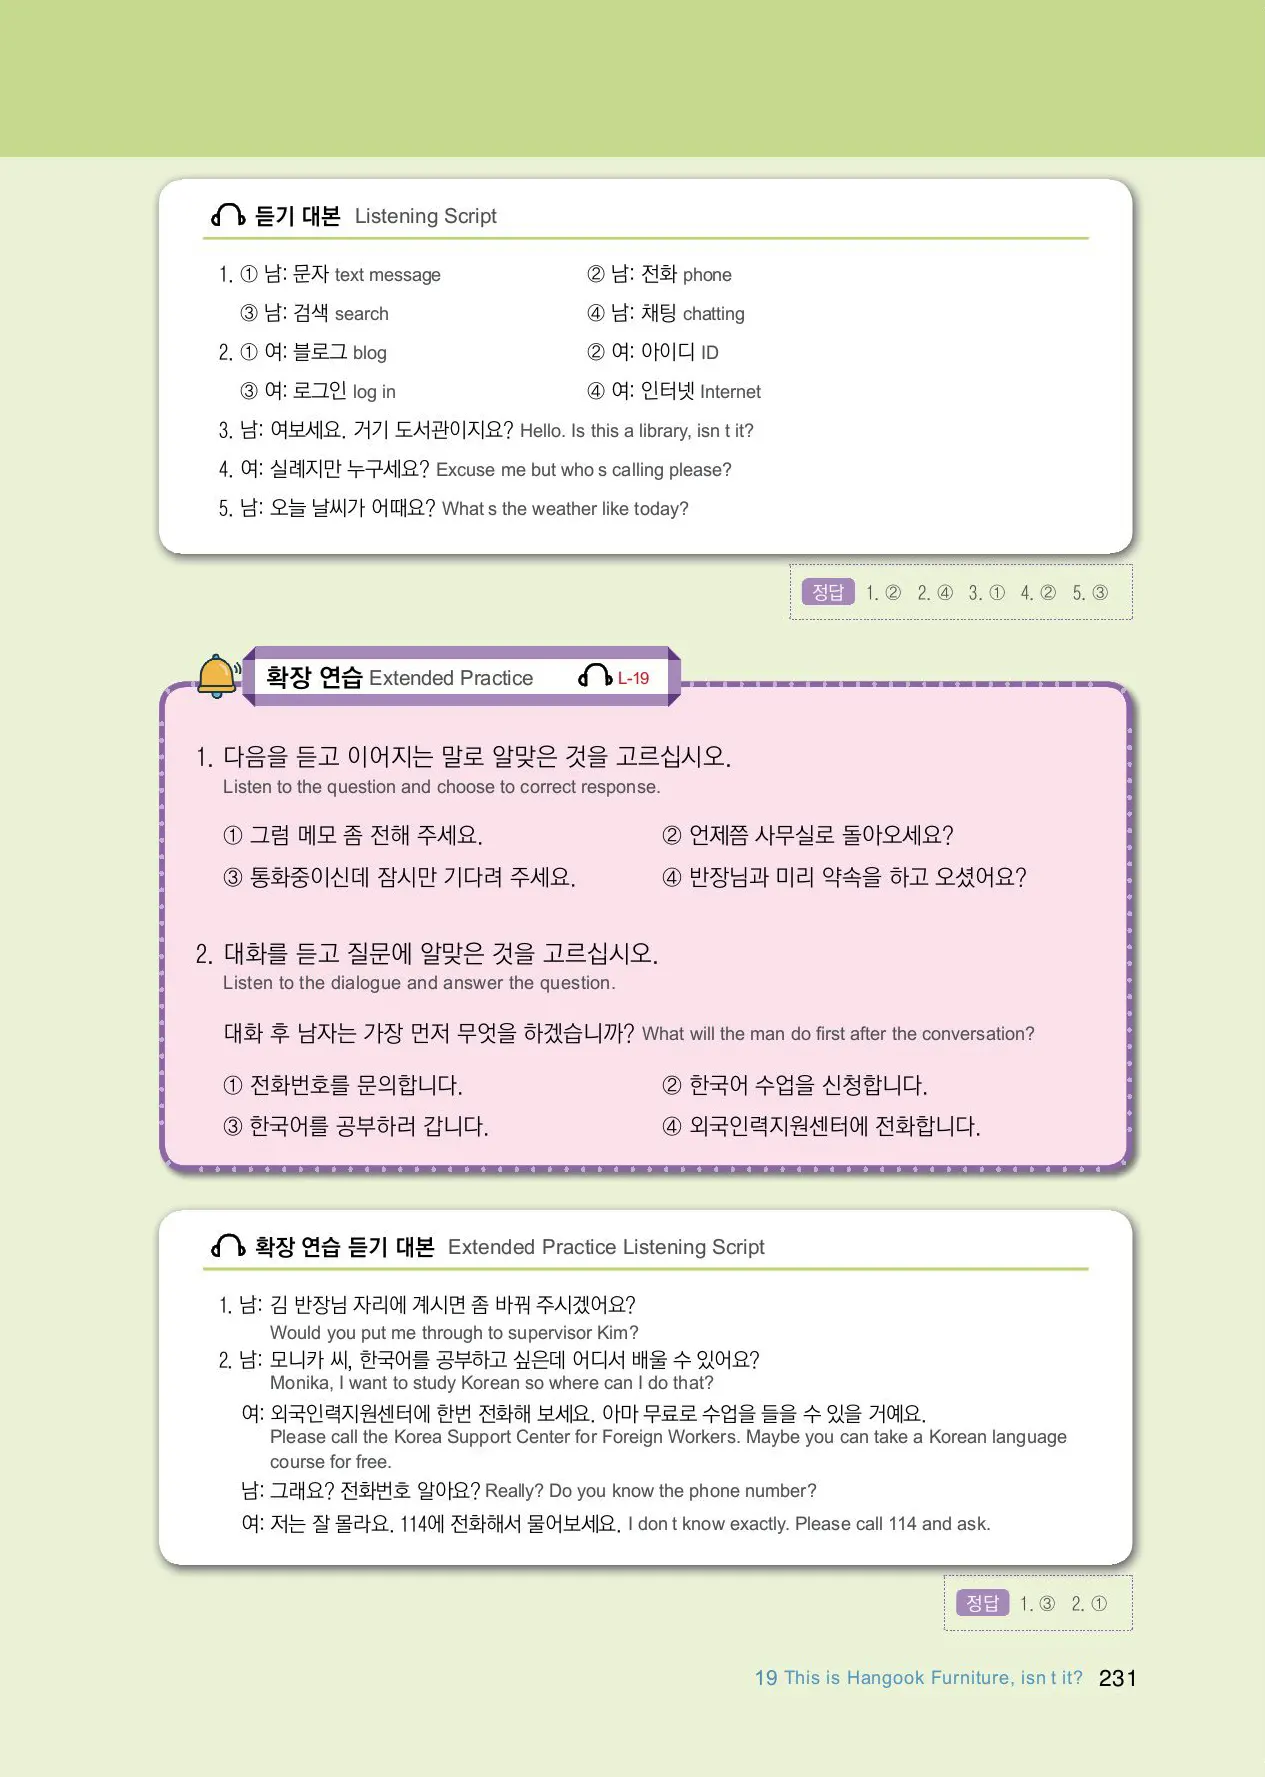 듣기 대본 Listening Script
1. ① 남: 문자 text message ② 남: 전화 phone
③ 남: 검색 search ④ 남: 채팅 chatting
2. ① 여: 블로그 blog ② 여: 아이디 ID
③ 여: 로그인 log in ④ 여: 인터넷 Internet
3. 남: 여보세요. 거기 도서관이지요? Hello. Is this a library, isn t it?
4. 여: 실례지만 누구세요? Excuse me but who s calling please?
5. 남: 오늘 날씨가 어때요? What s the weather like today?
정답 1. ② 2. ④ 3. ① 4. ② 5. ③
확장 연습 Extended Practice L-19
1. 다음을 듣고 이어지는 말로 알맞은 것을 고르십시오.
Listen to the question and choose to correct response.
① 그럼 메모 좀 전해 주세요. ② 언제쯤 사무실로 돌아오세요?
③ 통화중이신데 잠시만 기다려 주세요. ④ 반장님과 미리 약속을 하고 오셨어요?
2. 대화를 듣고 질문에 알맞은 것을 고르십시오.
Listen to the dialogue and answer the question.
대화 후 남자는 가장 먼저 무엇을 하겠습니까? What will the man do first after the conversation?
① 전화번호를 문의합니다. ② 한국어 수업을 신청합니다.
③ 한국어를 공부하러 갑니다. ④ 외국인력지원센터에 전화합니다.
확장 연습 듣기 대본 Extended Practice Listening Script
1. 남: 김 반장님 자리에 계시면 좀 바꿔 주시겠어요?
Would you put me through to supervisor Kim?
2. 남: 모니카 씨, 한국어를 공부하고 싶은데 어디서 배울 수 있어요?
Monika, I want to study Korean so where can I do that?
여: 외국인력지원센터에 한번 전화해 보세요. 아마 무료로 수업을 들을 수 있을 거예요.
Please call the Korea Support Center for Foreign Workers. Maybe you can take a Korean language
course for free.
남: 그래요? 전화번호 알아요? Really? Do you know the phone number?
여: 저는 잘 몰라요. 114에 전화해서 물어보세요. I don t know exactly. Please call 114 and ask.
정답 1. ③ 2. ①
19 This is Hangook Furniture, isn t it? 231